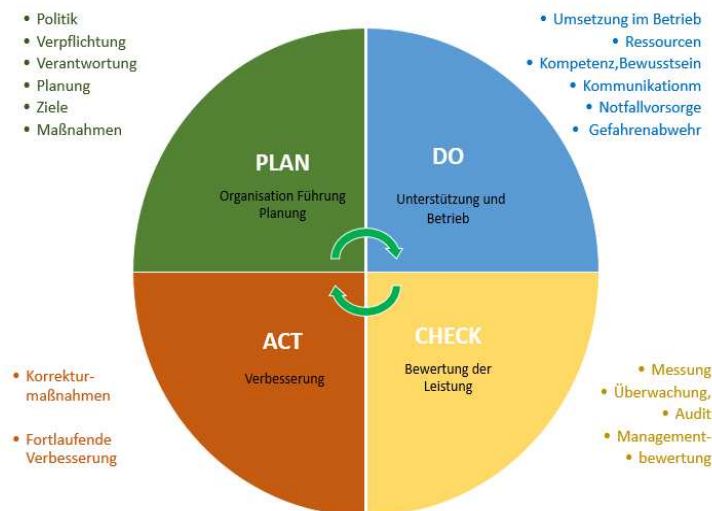 • Politik
• Verpflichtung
• Verantwortung
• Planung
• Ziele
• Maßnahmen
• Umsetzung im Betrieb
• Ressourcen
• Kompetenz,Bewusstsein
• Kommunikationm
• Notfallvorsorge
• Gefahrenabwehr
PLAN
Organisation Führung
Planung
DO
Unterstützung und
Betrieb
ACT
Verbesserung
CHECK
Bewertung der
Leistung
• Korrektur-
maßnahmen
• Fortlaufende
Verbesserung
• Messung
• Überwachung,
• Audit
• Management-
• bewertung